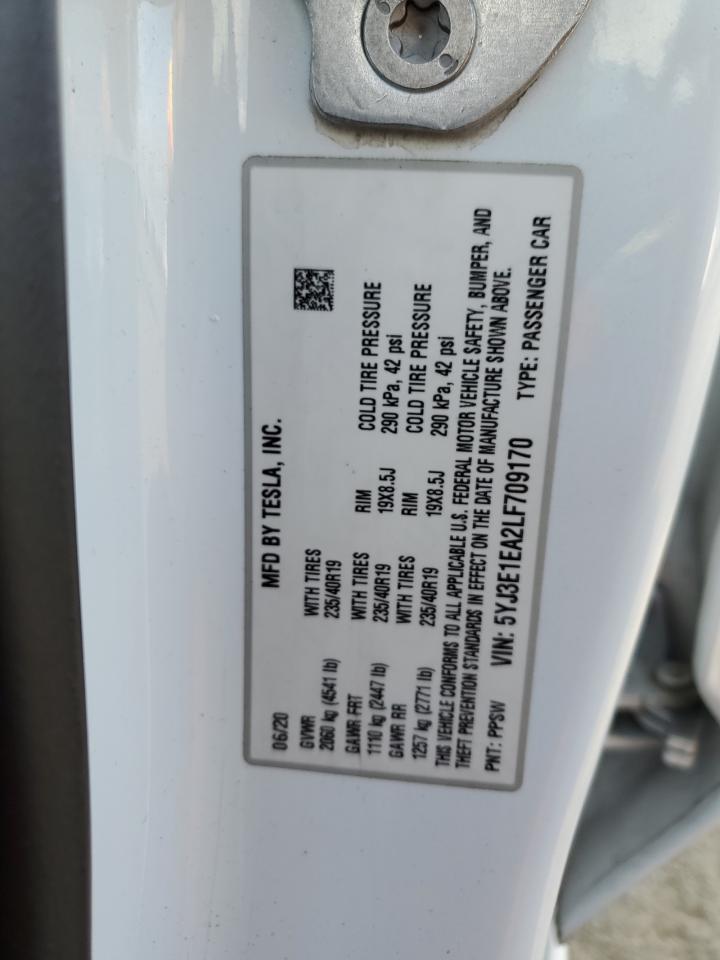 MFD BY TESLA, INC.
06/20
GVWR WITH TIRES RIM COLD TIRE PRESSURE
2060 kg (4541 lb) 235/40R19 19X8.5J 290 kPa, 42 psi
GAWR FRT WITH TIRES RIM COLD TIRE PRESSURE
1110 kg (2447 lb) 235/40R19 19X8.5J 290 kPa, 42 psi
GAWR RR WITH TIRES
1257 kg (2771 lb) 235/40R19
THIS VEHICLE CONFORMS TO ALL APPLICABLE U.S. FEDERAL MOTOR VEHICLE SAFETY, BUMPER, AND
THEFT PREVENTION STANDARDS IN EFFECT ON THE DATE OF MANUFACTURE SHOWN ABOVE.
PNT: PPSW VIN: 5YJ3E1EA2LF709170 TYPE: PASSENGER CAR